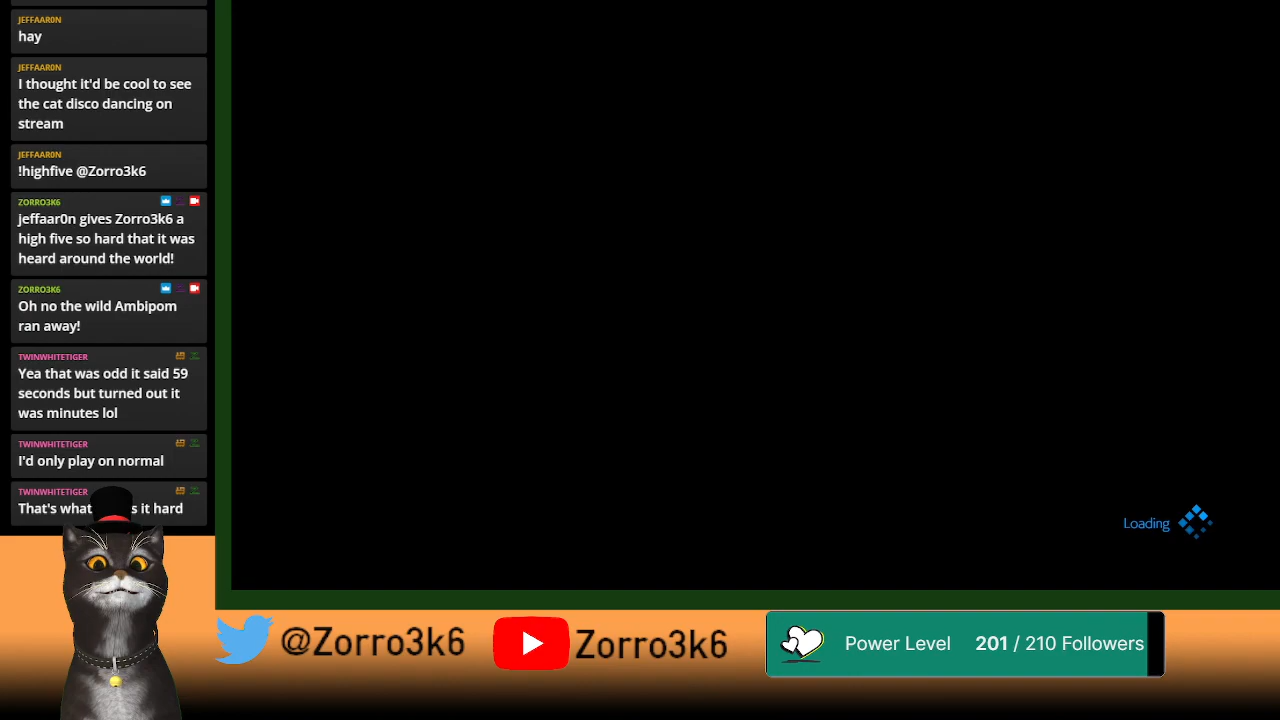 JEFFAAR0N
hay
JEFFAAR0N
I thought it'd be cool to see
the cat disco dancing on
stream
JEFFAAR0N
!highfive @Zorro3k6
ZORRO3K6
jeffaar0n gives Zorro3k6 a
high five so hard that it was
heard around the world!
ZORRO3K6
Oh no the wild Ambipom
ran away!
TWINWHITETIGER
Yea that was odd it said 59
seconds but turned out it
was minutes lol
TWINWHITETIGER
I'd only play on normal
TWINWHITETIGER
That's what s it hard
Loading
@Zorro3k6
Zorro3k6
Power Level 201 / 210 Followers